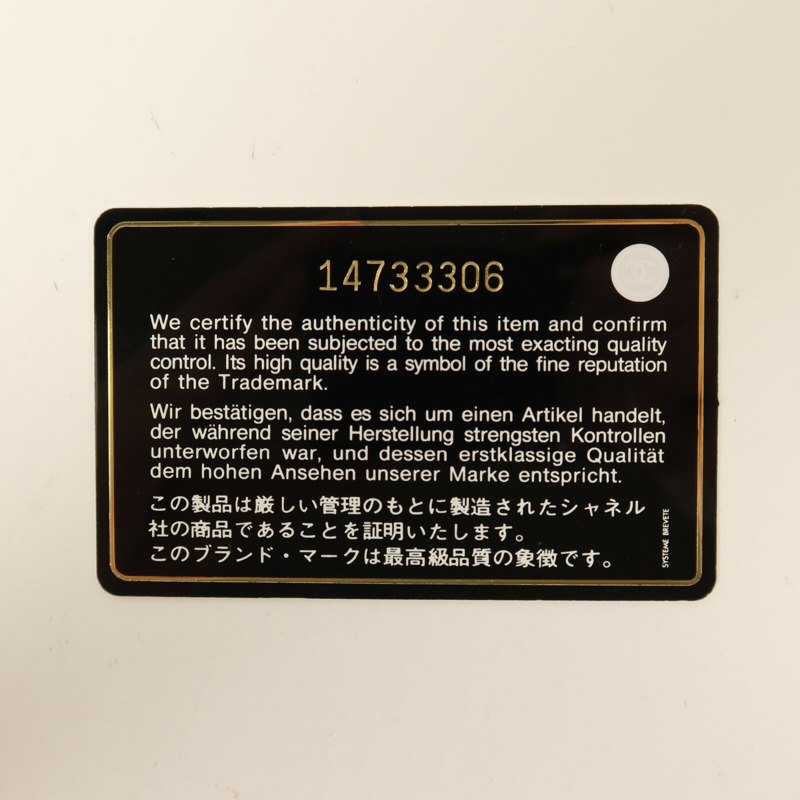 14733306
We certify the authenticity of this item and confirm
that it has been subjected to the most exacting quality
control. Its high quality is a symbol of the fine reputation
of the Trademark.
Wir bestätigen, dass es sich um einen Artikel handelt,
der während seiner Herstellung strengsten Kontrollen
unterworfen war, und dessen erstklassige Qualität
dem hohen Ansehen unserer Marke entspricht.
この製品は厳しい管理のもとに製造されたシャネル
社の商品であることを証明いたします。
このブランド・マークは最高級品質の象徴です。
SYSTEME BREVETE